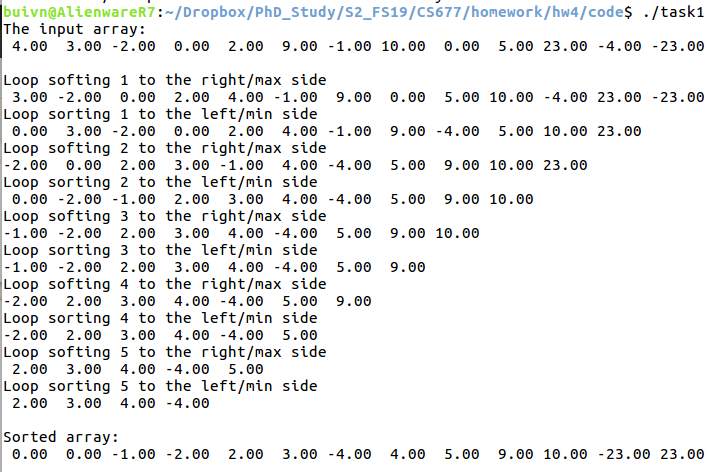 buivn@AlienwareR7:~/Dropbox/PhD_Study/S2_FS19/CS677/homework/hw4/code$ ./task1
The input array:
4.00 3.00 -2.00 0.00 2.00 9.00 -1.00 10.00 0.00 5.00 23.00 -4.00 -23.00
Loop softing 1 to the right/max side
3.00 -2.00 0.00 2.00 4.00 -1.00 9.00 0.00 5.00 10.00 -4.00 23.00 -23.00
Loop sorting 1 to the left/min side
0.00 3.00 -2.00 0.00 2.00 4.00 -1.00 9.00 -4.00 5.00 10.00 23.00
Loop softing 2 to the right/max side
-2.00 0.00 2.00 3.00 -1.00 4.00 -4.00 5.00 9.00 10.00 23.00
Loop sorting 2 to the left/min side
0.00 -2.00 -1.00 2.00 3.00 4.00 -4.00 5.00 9.00 10.00
Loop softing 3 to the right/max side
-1.00 -2.00 2.00 3.00 4.00 -4.00 5.00 9.00 10.00
Loop sorting 3 to the left/min side
-1.00 -2.00 2.00 3.00 4.00 -4.00 5.00 9.00
Loop softing 4 to the right/max side
-2.00 2.00 3.00 4.00 -4.00 5.00 9.00
Loop sorting 4 to the left/min side
-2.00 2.00 3.00 4.00 -4.00 5.00
Loop softing 5 to the right/max side
2.00 3.00 4.00 -4.00 5.00
Loop sorting 5 to the left/min side
2.00 3.00 4.00 -4.00
Sorted array:
0.00 0.00 -1.00 -2.00 2.00 3.00 -4.00 4.00 5.00 9.00 10.00 -23.00 23.00